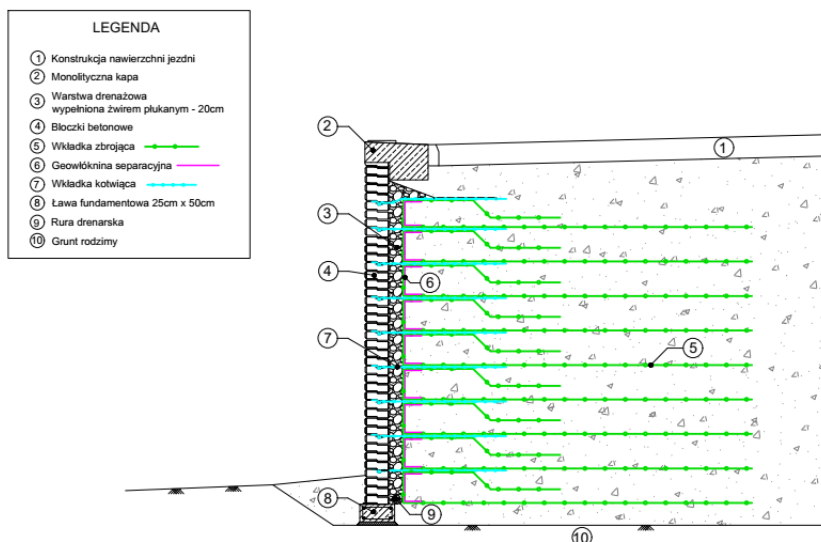 LEGENDA
1 Konstrukcja nawierzchni jezdni
2 Monolityczna kapa
3 Warstwa drenażowa
wypełniona żwirem płukanym - 20cm
4 Bloczki betonowe
5 Wkładka zbrojąca
6 Geowłóknina separacyjna
7 Wkładka kotwiąca
8 Ława fundamentowa 25cm x 50cm
9 Rura drenarska
10 Grunt rodzimy
2
1
3
4
6
7
5
8
9
10